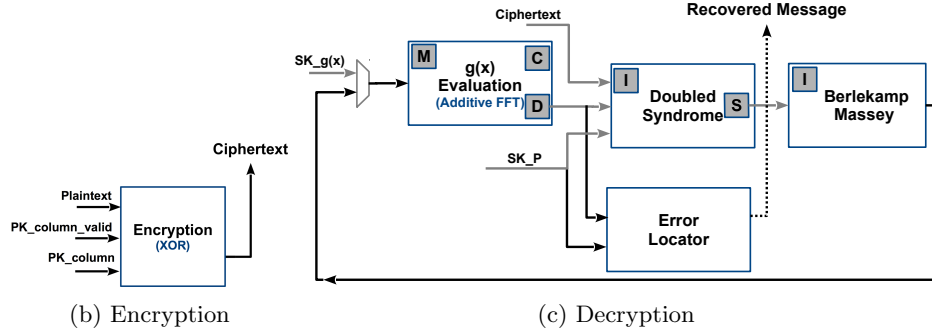 Plaintext
PK_column_valid
PK_column
Encryption
(XOR)
Ciphertext
(b) Encryption
SK_g(x)
M
C
g(x)
Evaluation
(Additive FFT)
D
Ciphertext
SK_P
I
Doubled
Syndrome
S
Error
Locator
Recovered Message
I
Berlekamp
Massey
(c) Decryption